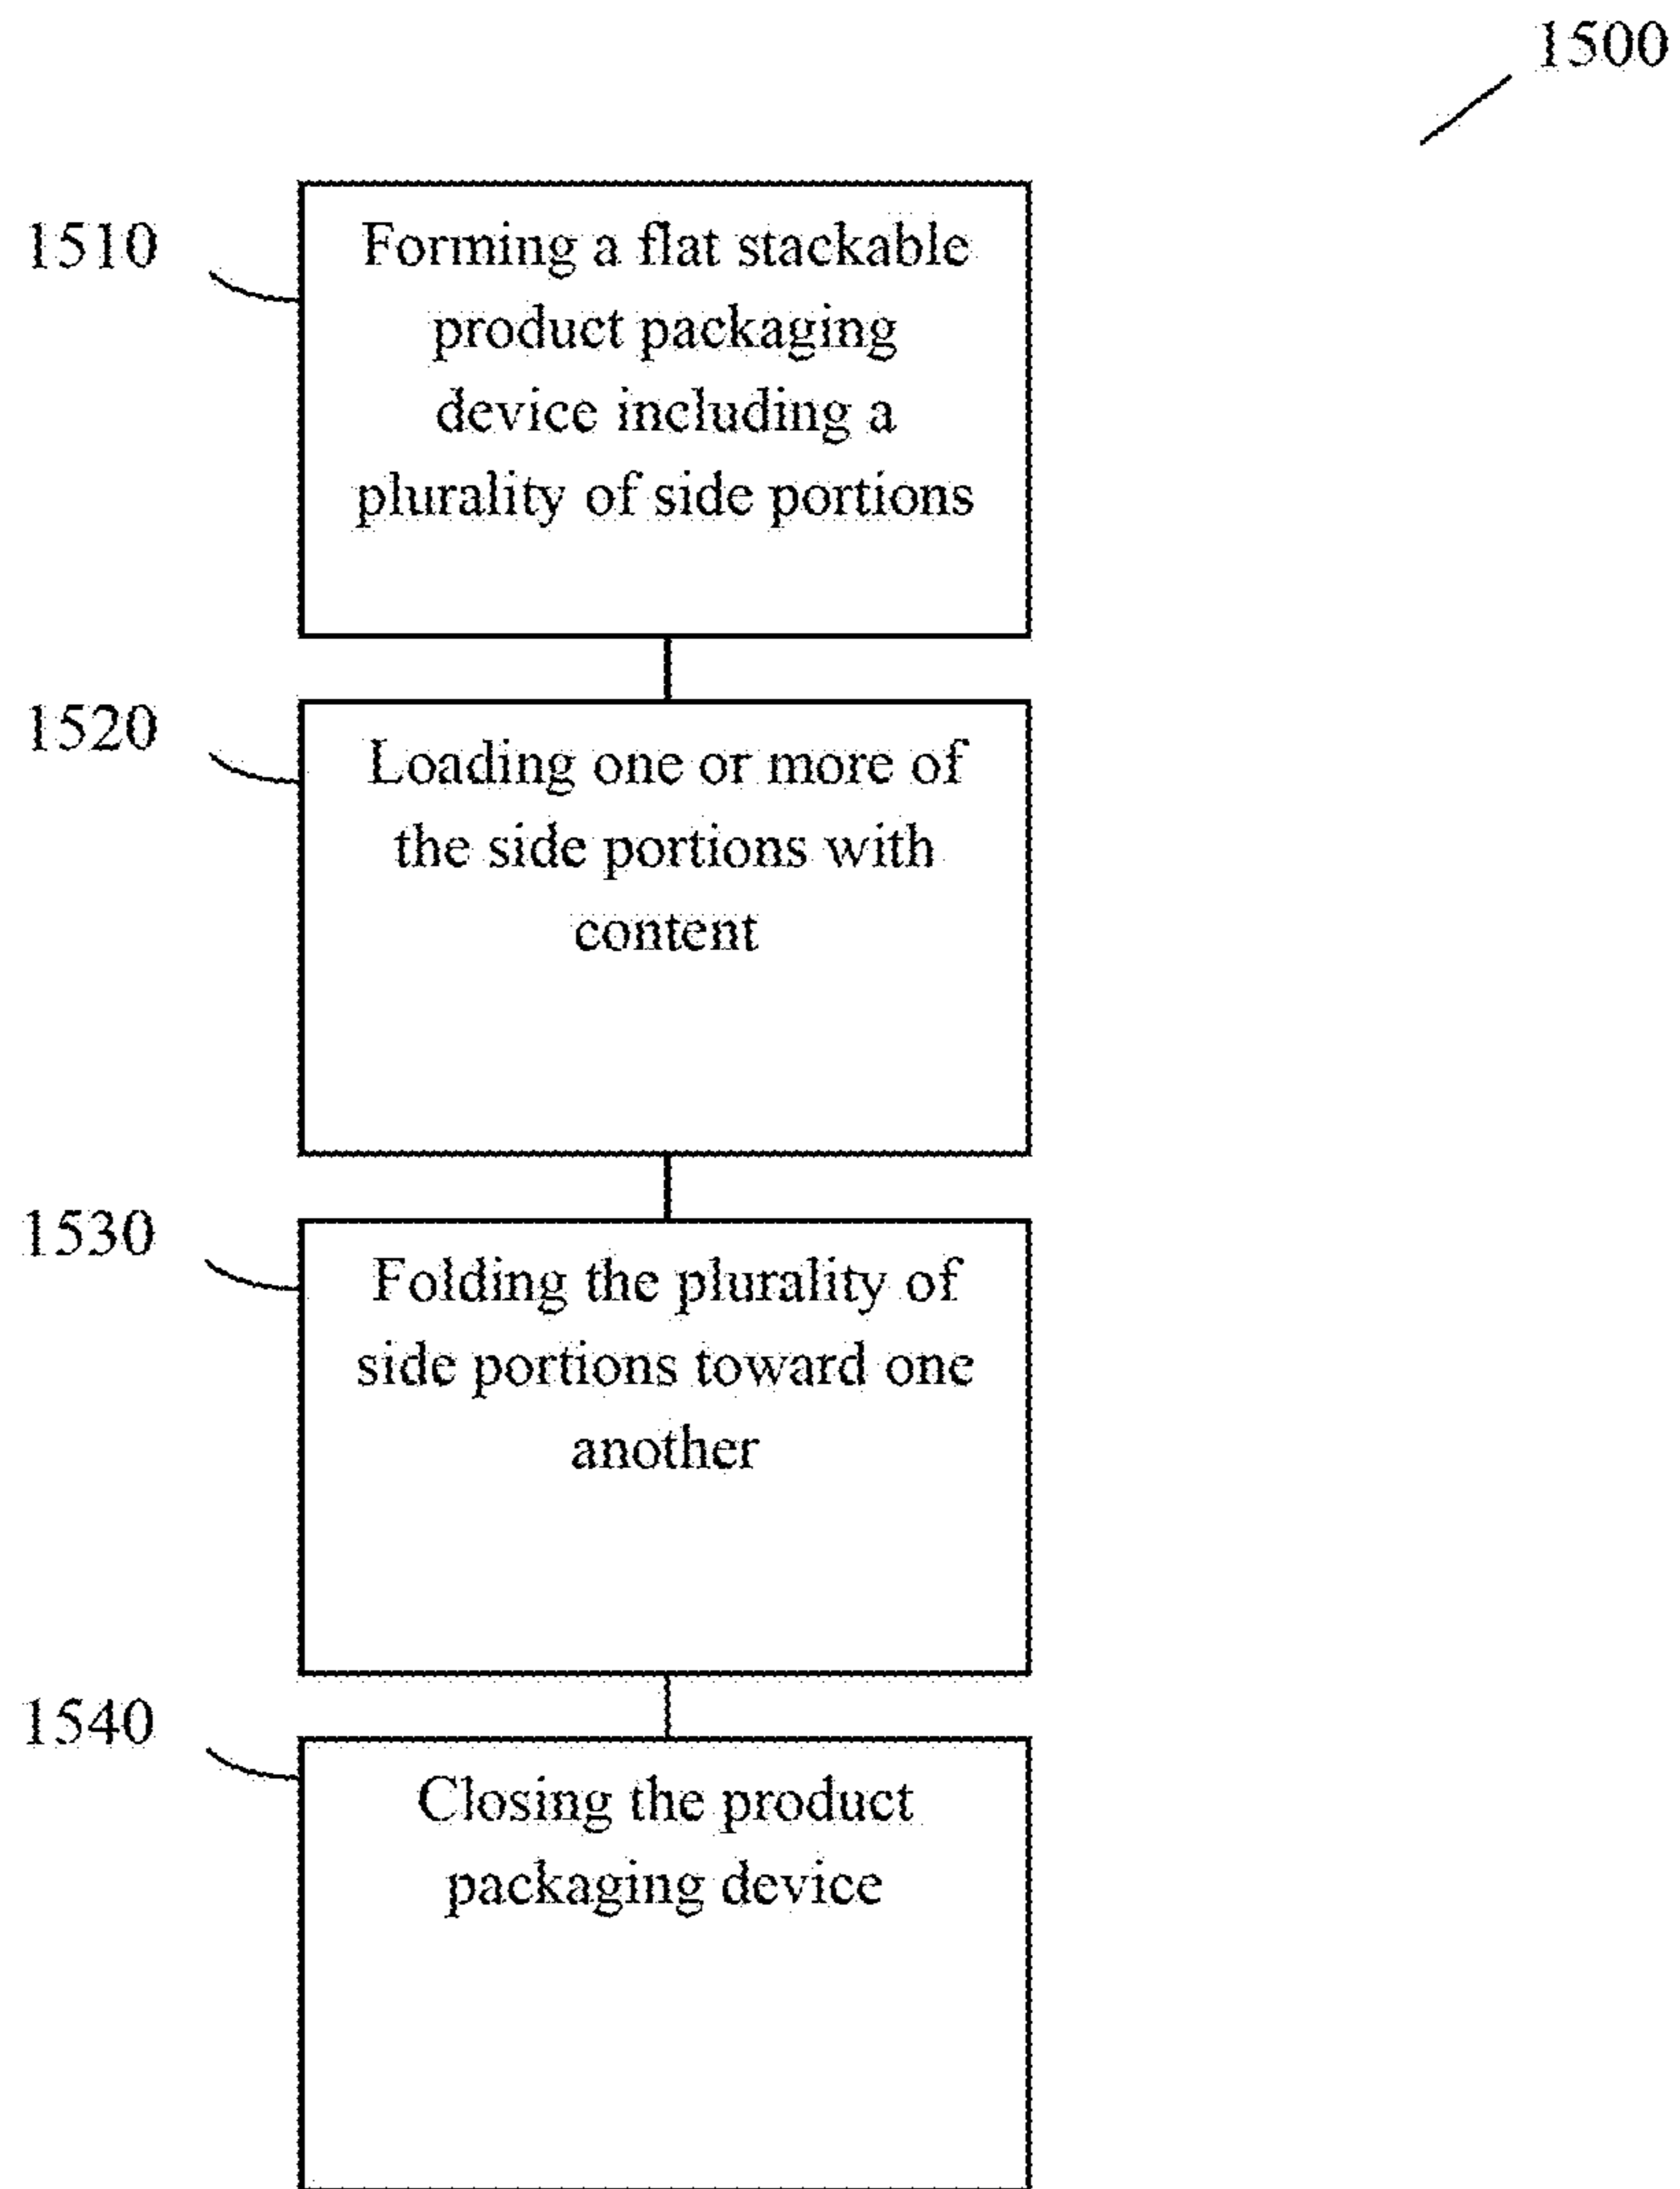 1500
1510
Forming a flat stackable
product packaging
device including a
plurality of side portions
1520
Loading one or more of
the side portions with
content
1530
Folding the plurality of
side portions toward one
another
1540
Closing the product
packaging device